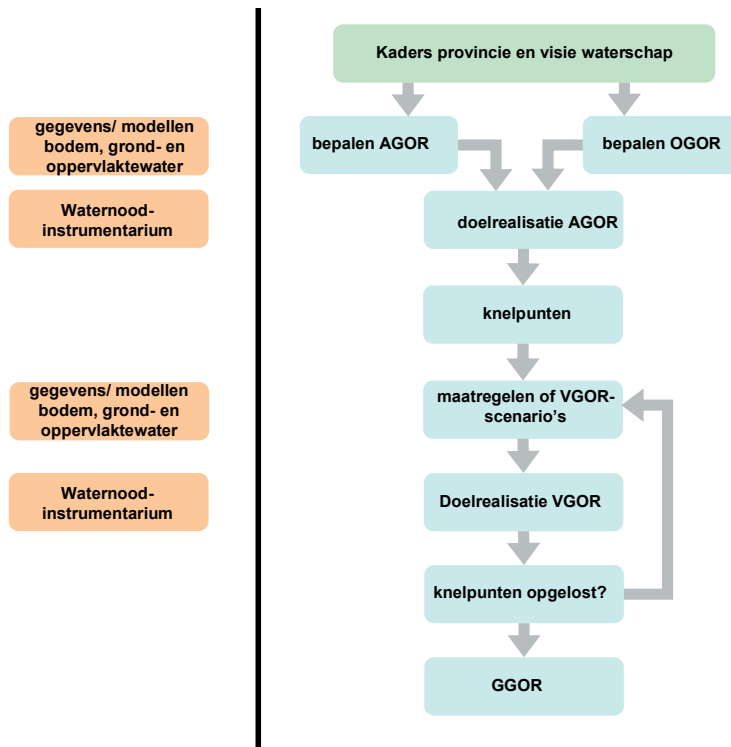 Kaders provincie en visie waterschap
gegevens/ modellen
bodem, grond- en
oppervlaktewater
bepalen AGOR
bepalen OGOR
Waternood-
instrumentarium
doelrealisatie AGOR
knelpunten
gegevens/ modellen
bodem, grond- en
oppervlaktewater
maatregelen of VGOR-
scenario's
Waternood-
instrumentarium
Doelrealisatie VGOR
knelpunten opgelost?
GGOR